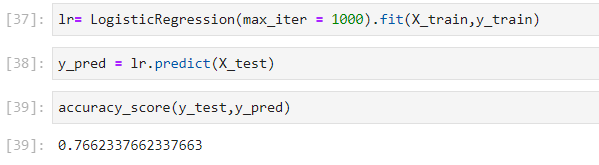 [37]: lr= LogisticRegression(max_iter = 1000).fit(X_train,y_train)
[38]: y_pred = lr.predict(X_test)
[39]: accuracy_score(y_test,y_pred)
[39]: 0.7662337662337663